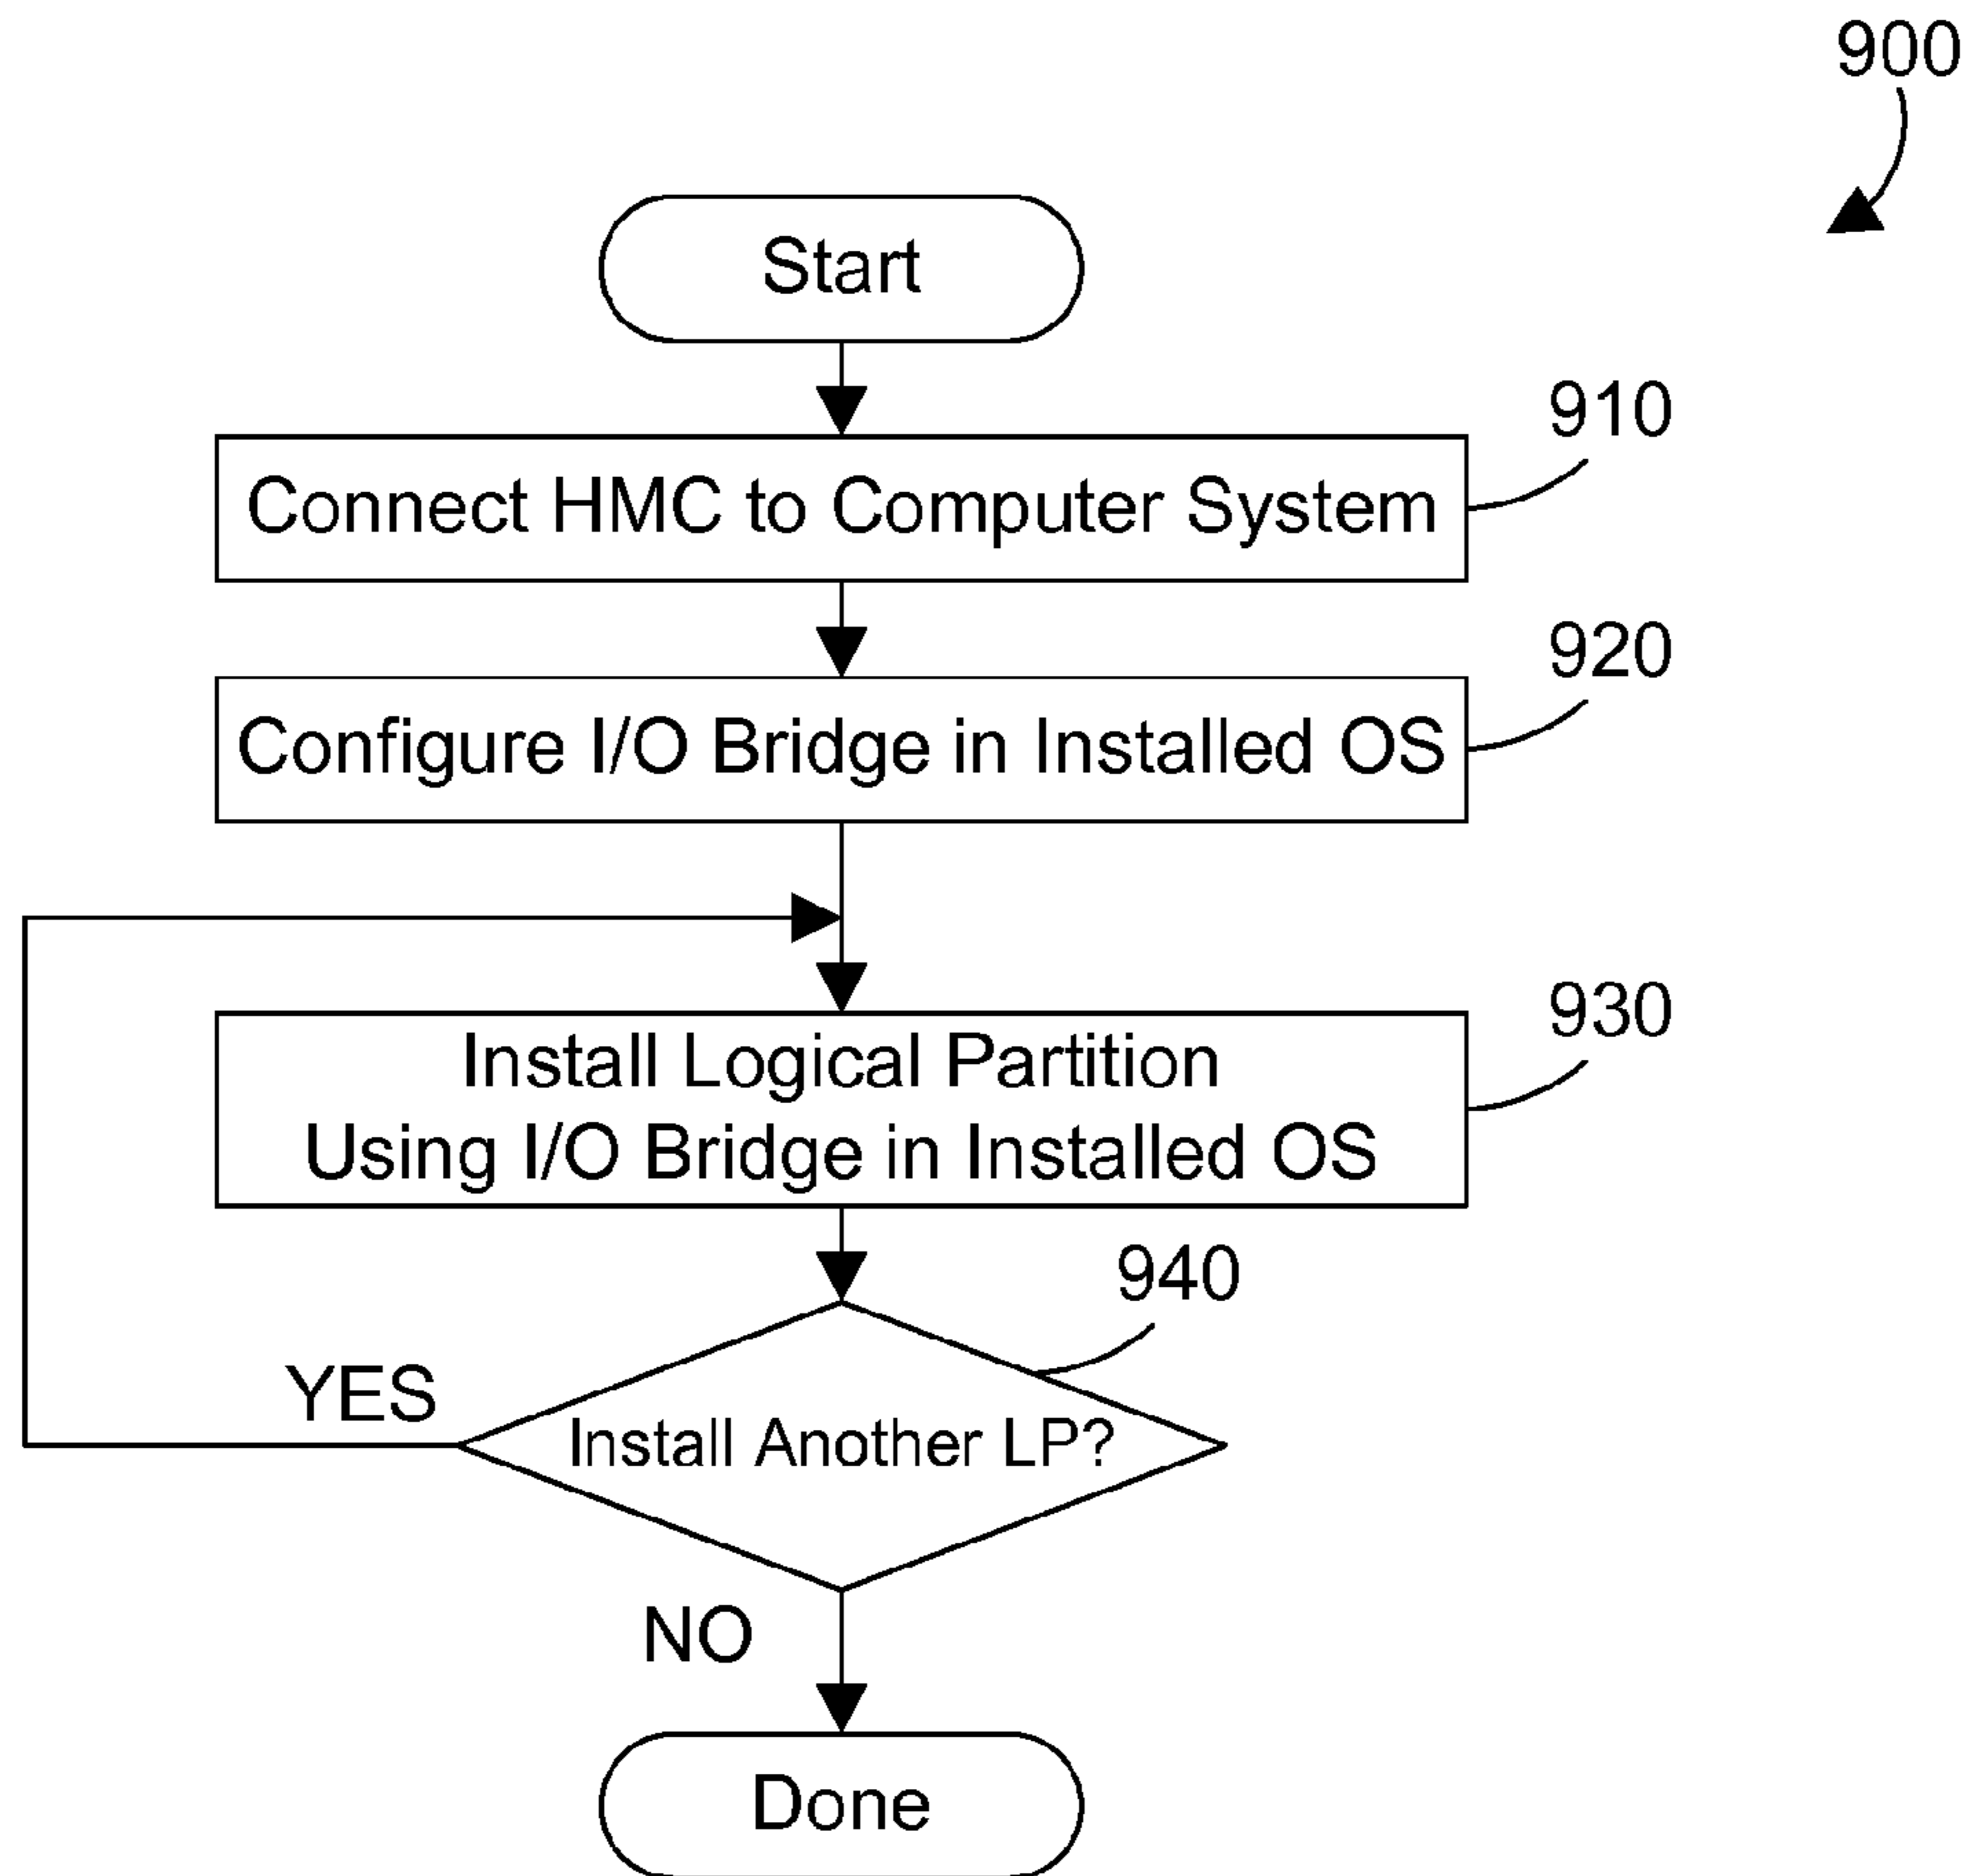 900
Start
910
Connect HMC to Computer System
920
Configure I/O Bridge in Installed OS
930
Install Logical Partition
Using I/O Bridge in Installed OS
940
YES
Install Another LP?
NO
Done